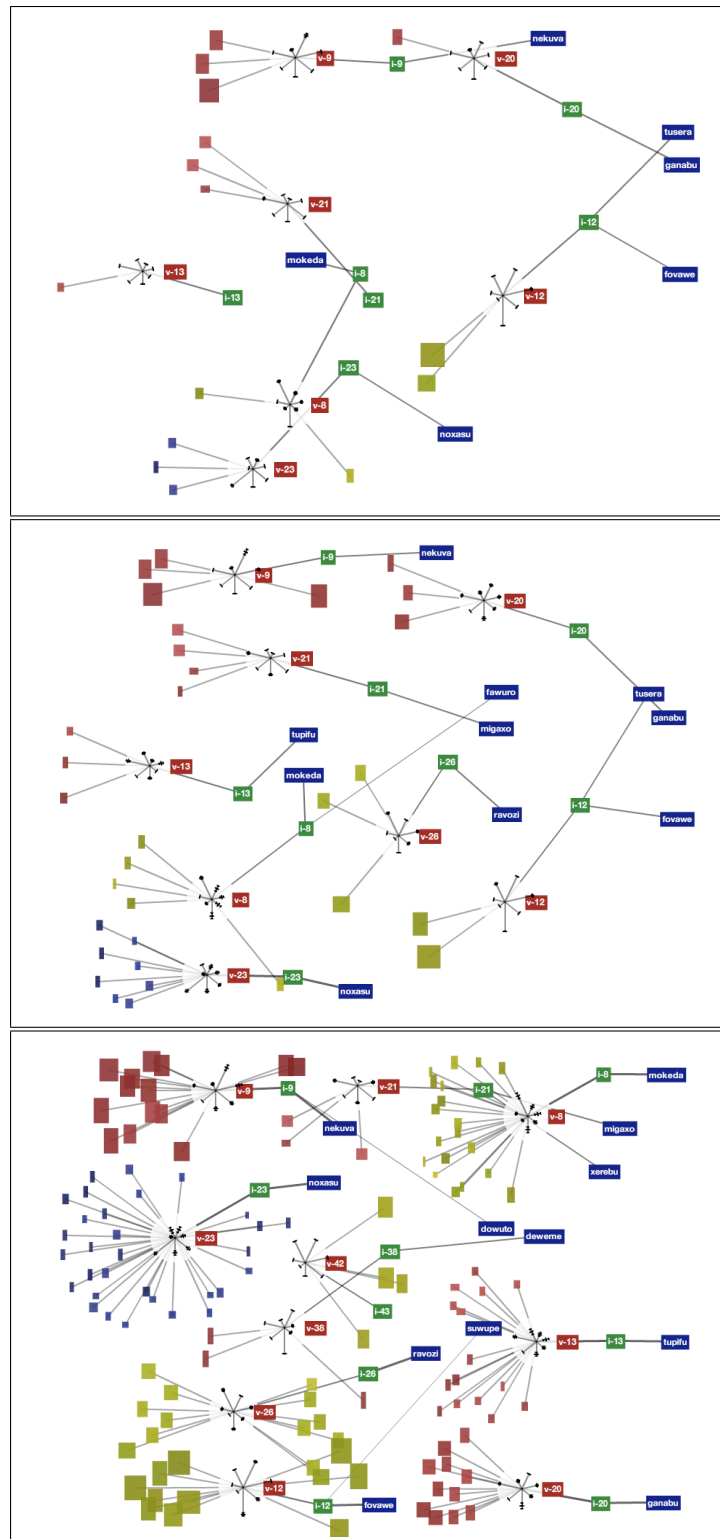 nekuva
v-9
i-9
v-20
i-20
tusera
ganabu
v-21
i-12
mokeda
i-8
fovawe
v-13
i-13
i-21
v-12
i-23
v-8
noxasu
v-23
nekuva
i-9
v-9
v-20
i-20
v-21
i-21
fawuro
tusera
migaxo
ganabu
tupifu
i-26
v-13
mokeda
i-13
ravozi
i-12
i-8
v-26
fovawe
v-8
v-12
v-23
i-23
noxasu
i-8
mokeda
v-9
i-9
v-21
i-21
v-8
nekuva
migaxo
xerebu
noxasu
i-23
dowuto
deweme
v-23
i-38
v-42
i-43
v-38
suwupe
v-13
i-13
tupifu
ravozi
i-26
v-26
v-12
i-12
fovawe
v-20
i-20
ganabu